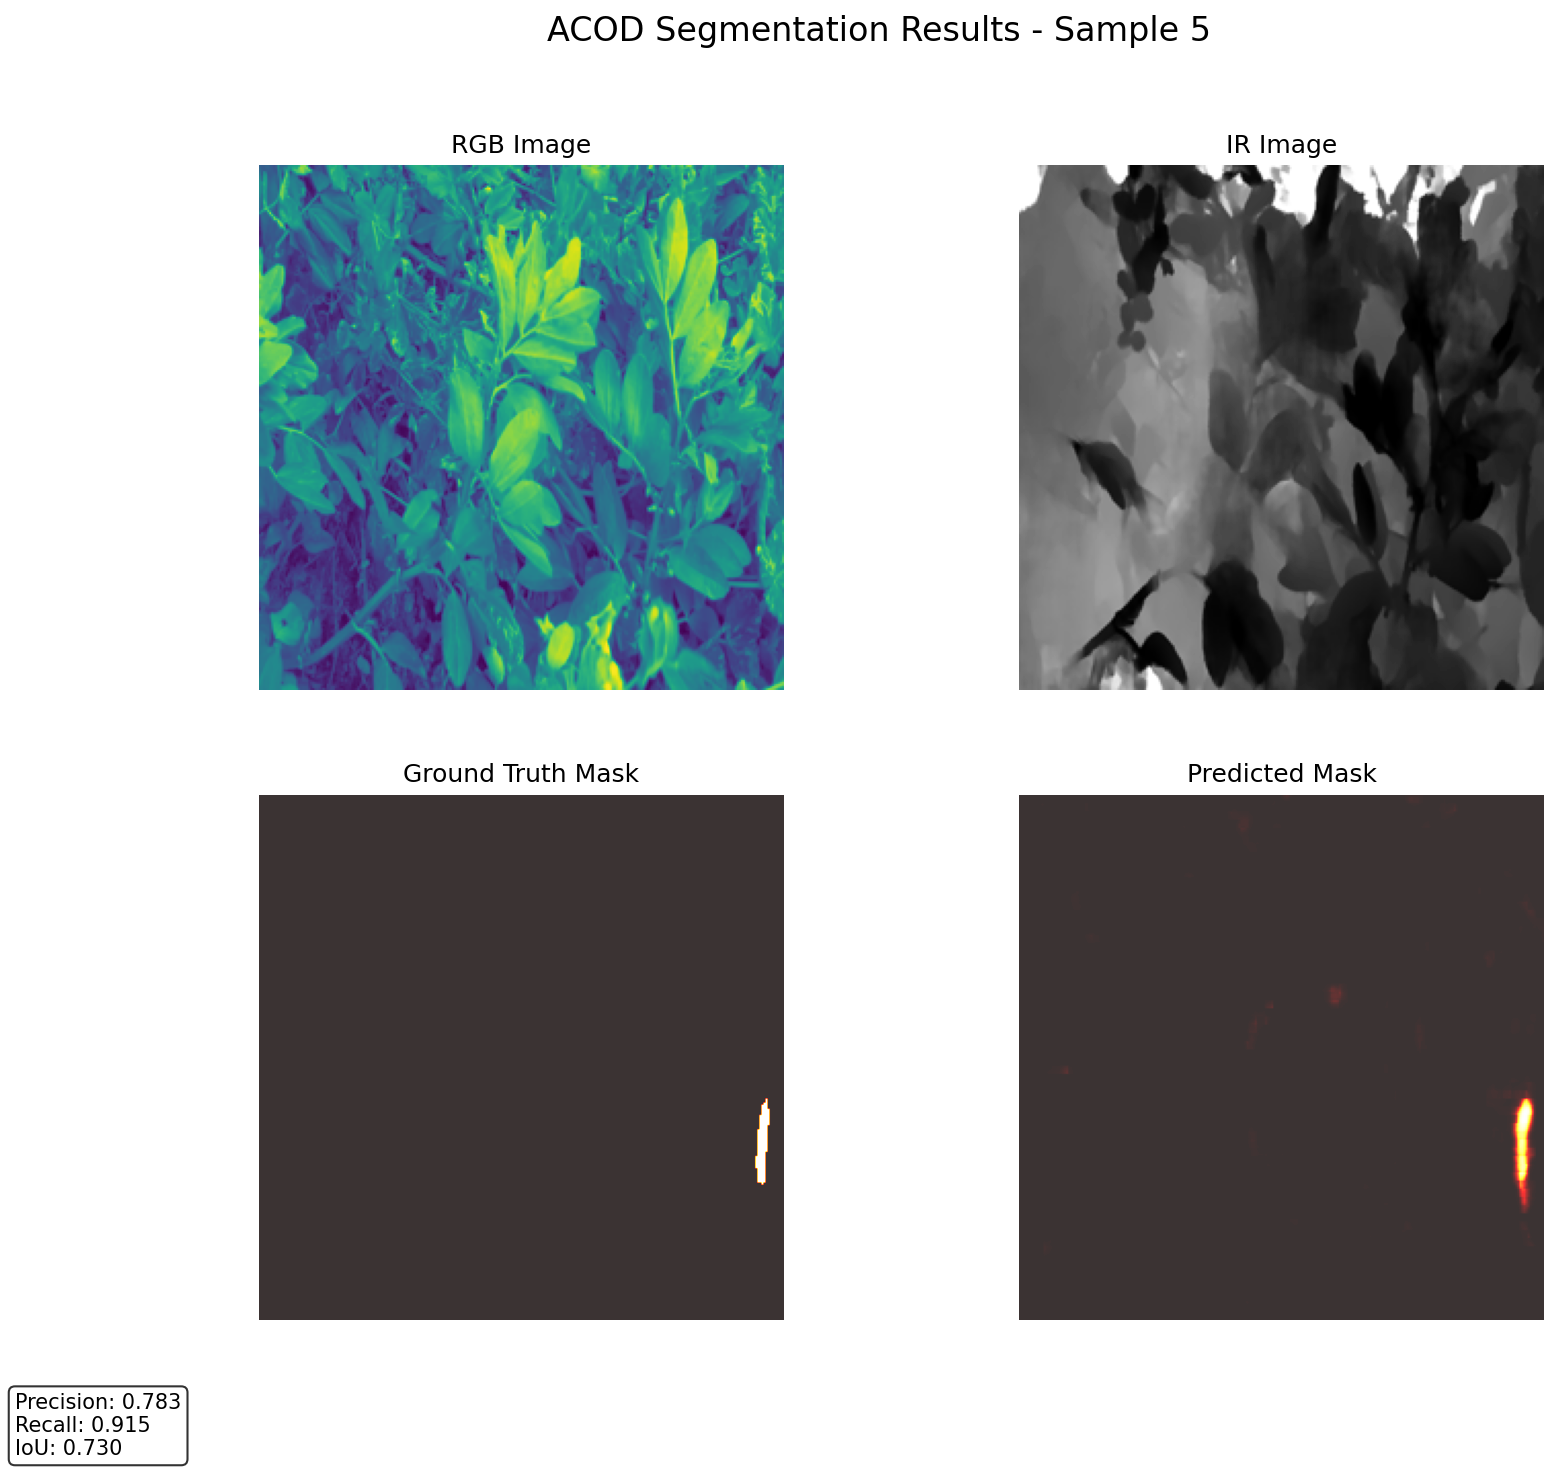 ACOD Segmentation Results - Sample 5
RGB Image
IR Image
Ground Truth Mask
Predicted Mask
Precision: 0.783
Recall: 0.915
IoU: 0.730